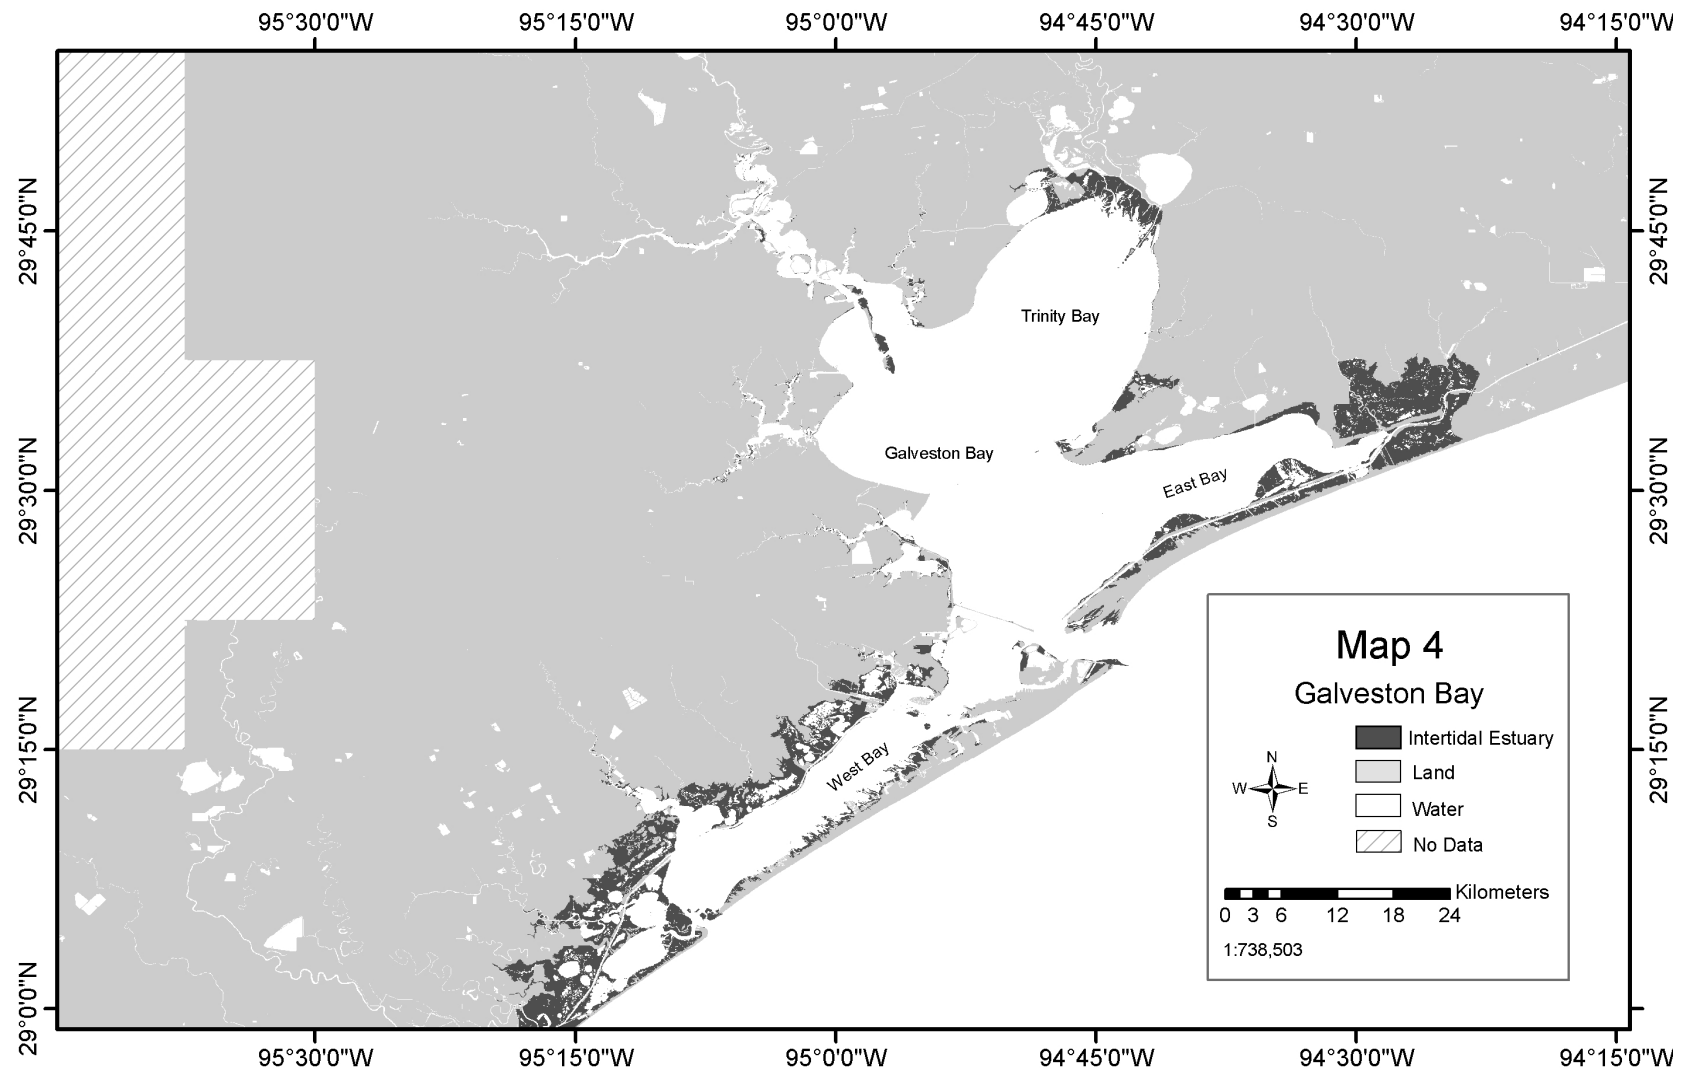 95°30'0"W 95°15'0"W 95°0'0"W 94°45'0"W 94°30'0"W 94°15'0"W
29°45'0"N 29°45'0"N
Trinity Bay
Galveston Bay
East Bay
29°30'0"N 29°30'0"N
West Bay
29°15'0"N 29°15'0"N
Map 4
Galveston Bay
Intertidal Estuary
Land
Water
No Data
N
W E
S
Kilometers
0 3 6 12 18 24
1:738,503
29°0'0"N
95°30'0"W 95°15'0"W 95°0'0"W 94°45'0"W 94°30'0"W 94°15'0"W